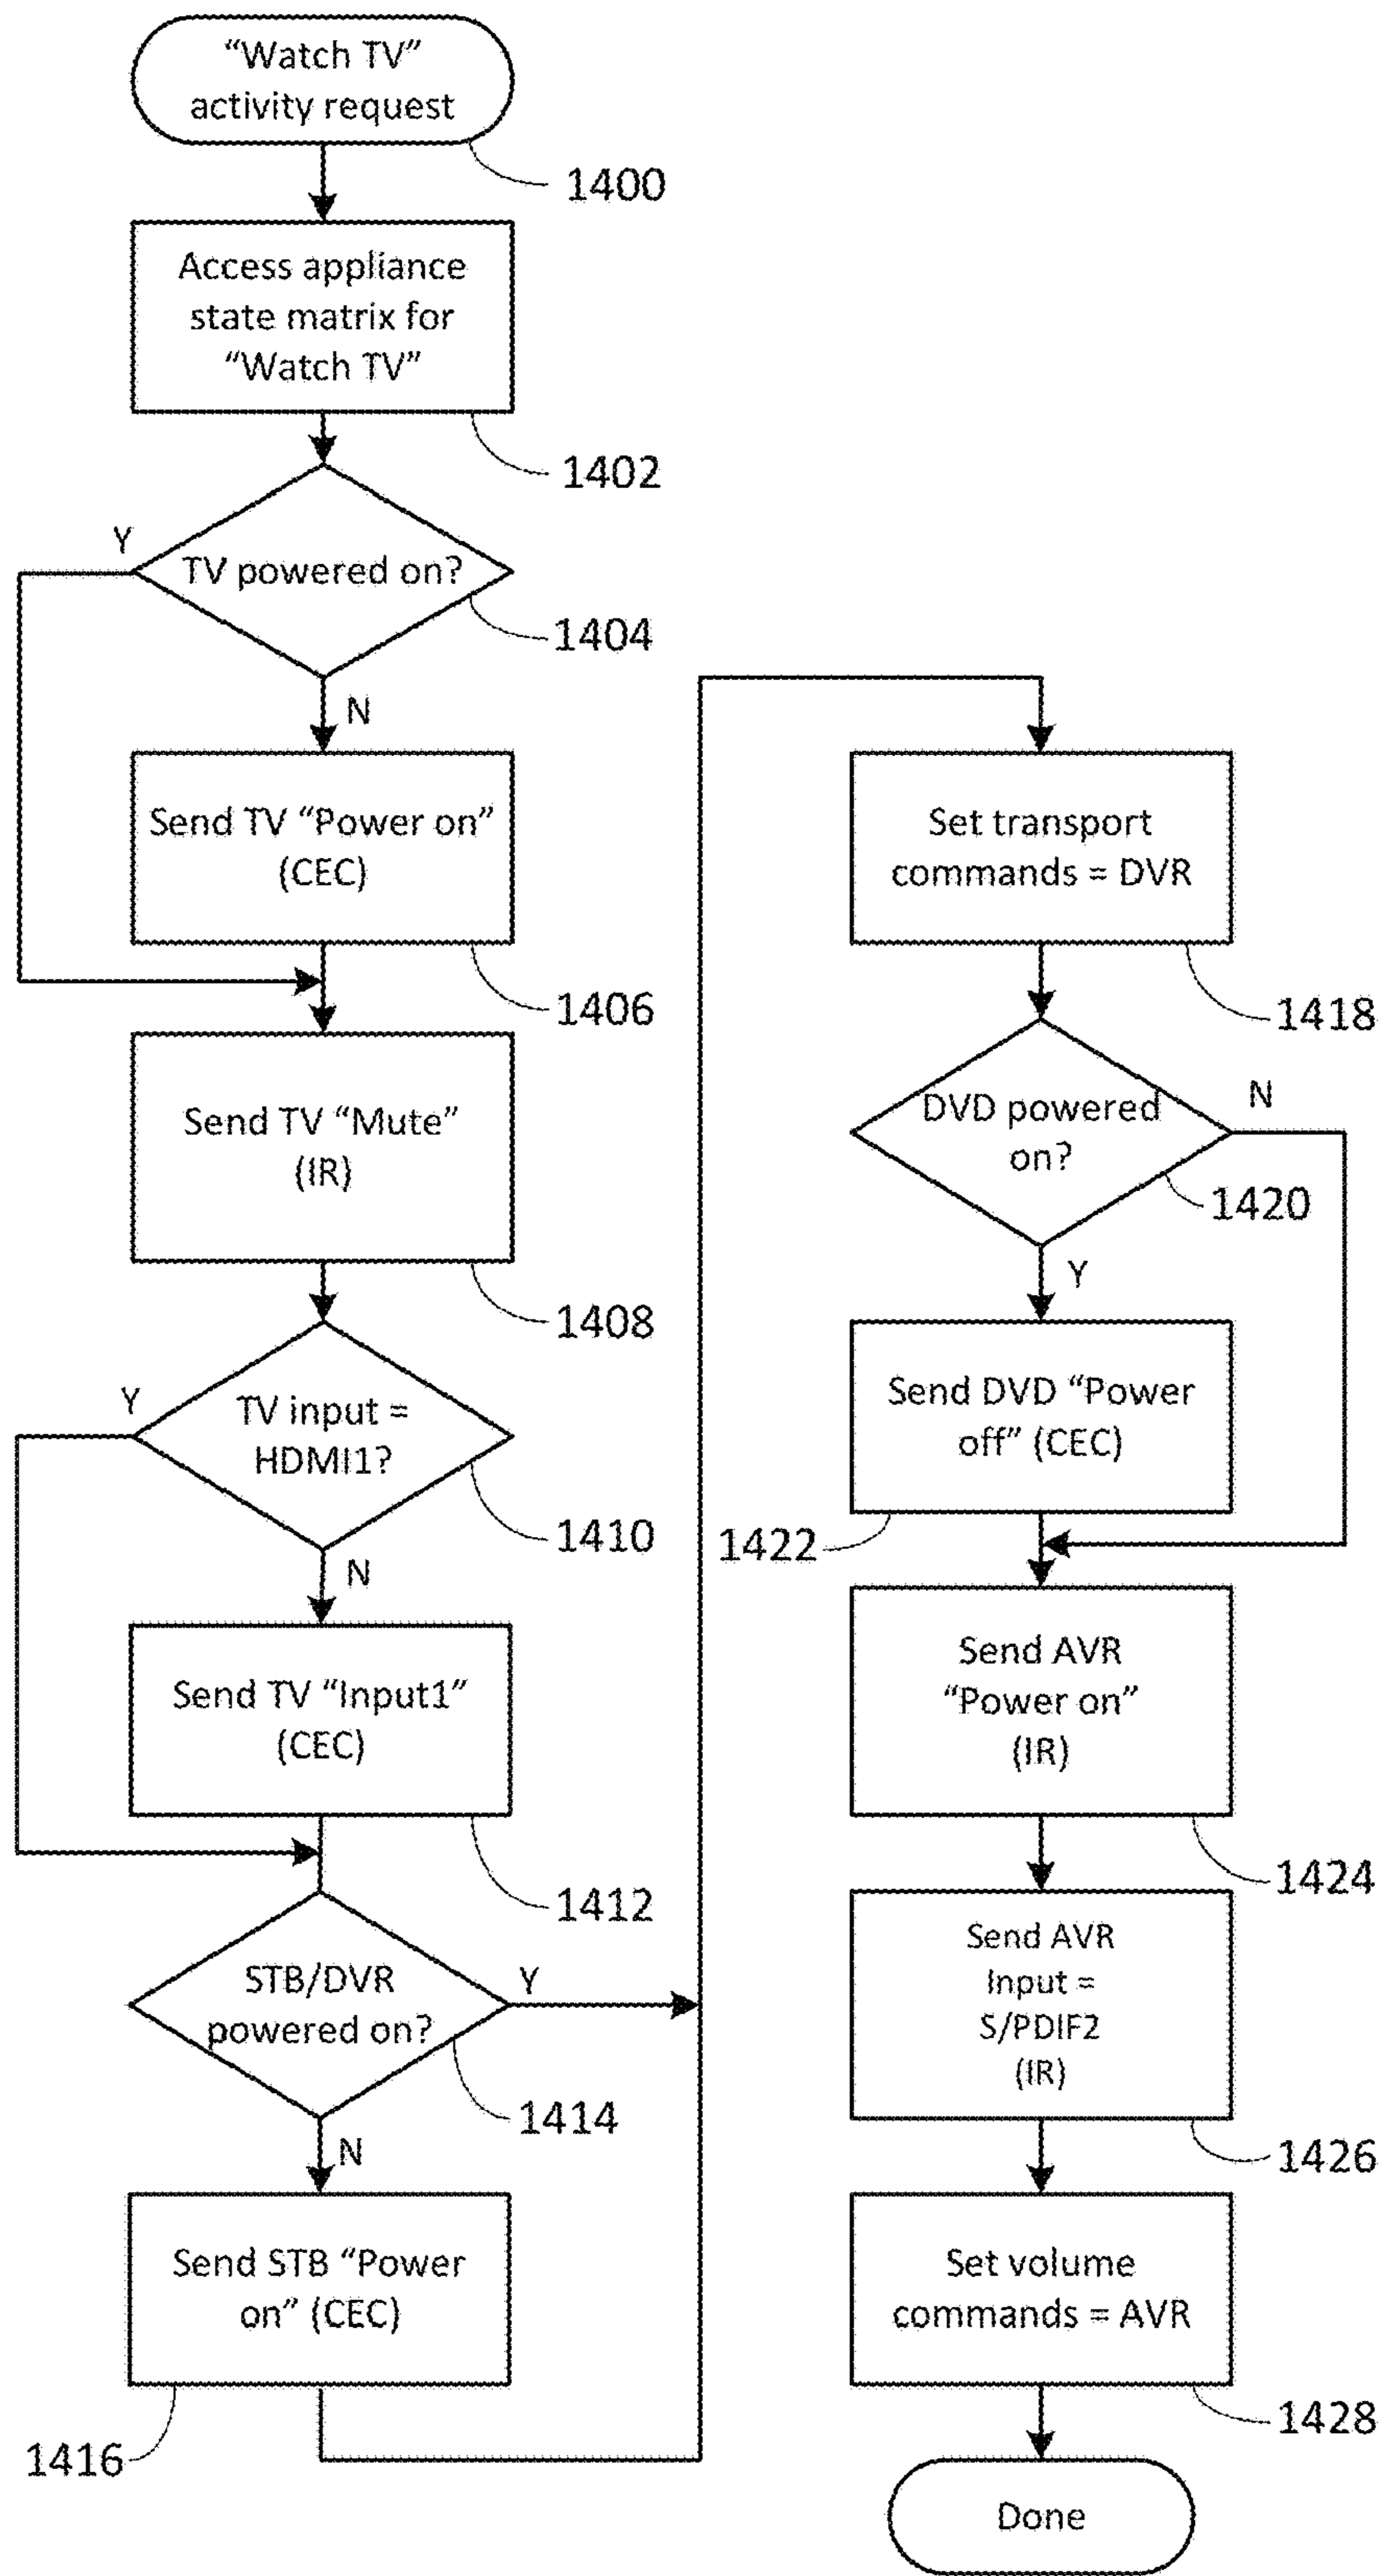 “Watch TV”
activity request
1400
Access appliance
state matrix for
“Watch TV”
1402
Y
TV powered on?
1404
N
Send TV “Power on”
(CEC)
1406
Send TV “Mute”
(IR)
1408
Y
TV input =
HDMI1?
1410
N
Send TV “Input1”
(CEC)
1412
STB/DVR
powered on?
Y
1414
N
Send STB “Power
on” (CEC)
1416
Set transport
commands = DVR
1418
DVD powered
on?
N
1420
Y
Send DVD “Power
off” (CEC)
1422
Send AVR
“Power on”
(IR)
1424
Send AVR
Input =
S/PDIF2
(IR)
1426
Set volume
commands = AVR
1428
Done